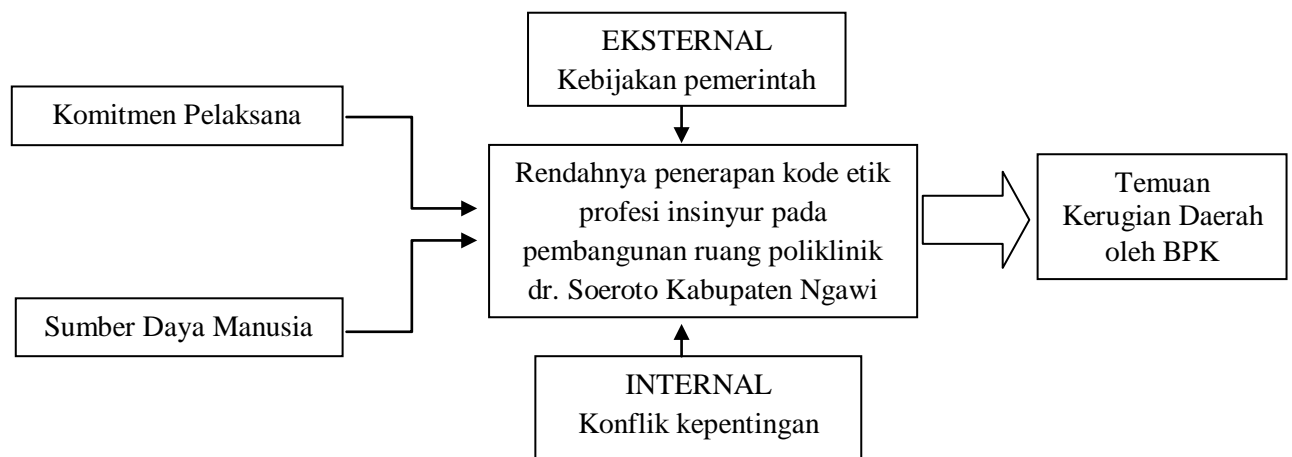 EKSTERNAL
Kebijakan pemerintah
Komitmen Pelaksana
Rendahnya penerapan kode etik
profesi insinyur pada
pembangunan ruang poliklinik
dr. Soeroto Kabupaten Ngawi
Temuan
Kerugian Daerah
oleh BPK
Sumber Daya Manusia
INTERNAL
Konflik kepentingan